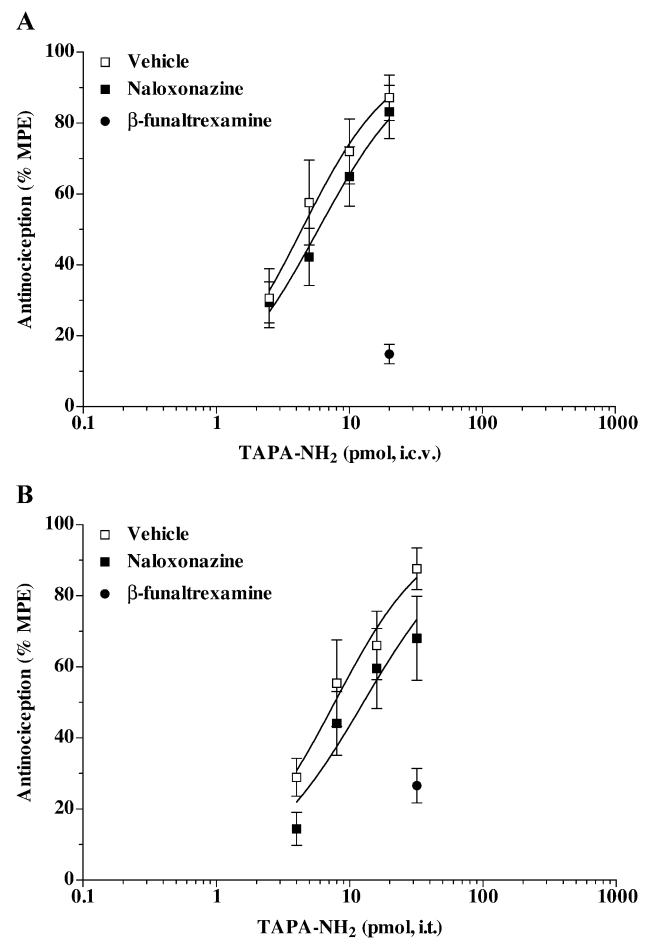 A
100
80
60
40
20
0
Antinociception (% MPE)
Vehicle
Naloxonazine
β-funaltrexamine
0.1 1 10 100 1000
TAPA-NH₂ (pmol, i.c.v.)
B
100
80
60
40
20
0
Antinociception (% MPE)
Vehicle
Naloxonazine
β-funaltrexamine
0.1 1 10 100 1000
TAPA-NH₂ (pmol, i.t.)